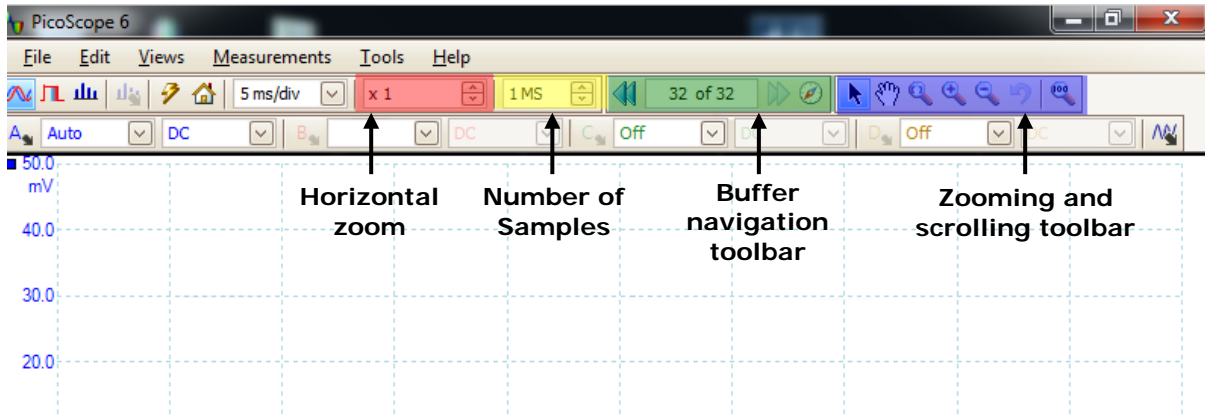 PicoScope 6
File Edit Views Measurements Tools Help
5 ms/div x 1 1 MS 32 of 32 100
A Auto DC B DC C Off DC D Off DC
50.0
mV
40.0
30.0
20.0
Horizontal
zoom
Number of
Samples
Buffer
navigation
toolbar
Zooming and
scrolling toolbar